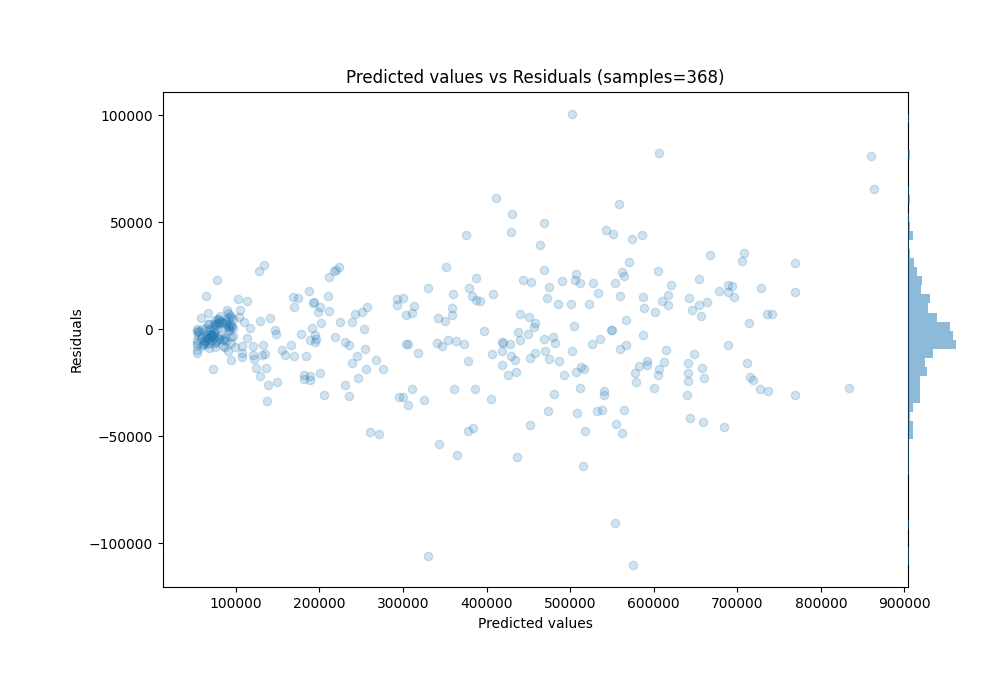 Predicted values vs Residuals (samples=368)
100000
50000
0
−50000
−100000
Residuals
100000 200000 300000 400000 500000 600000 700000 800000 900000
Predicted values